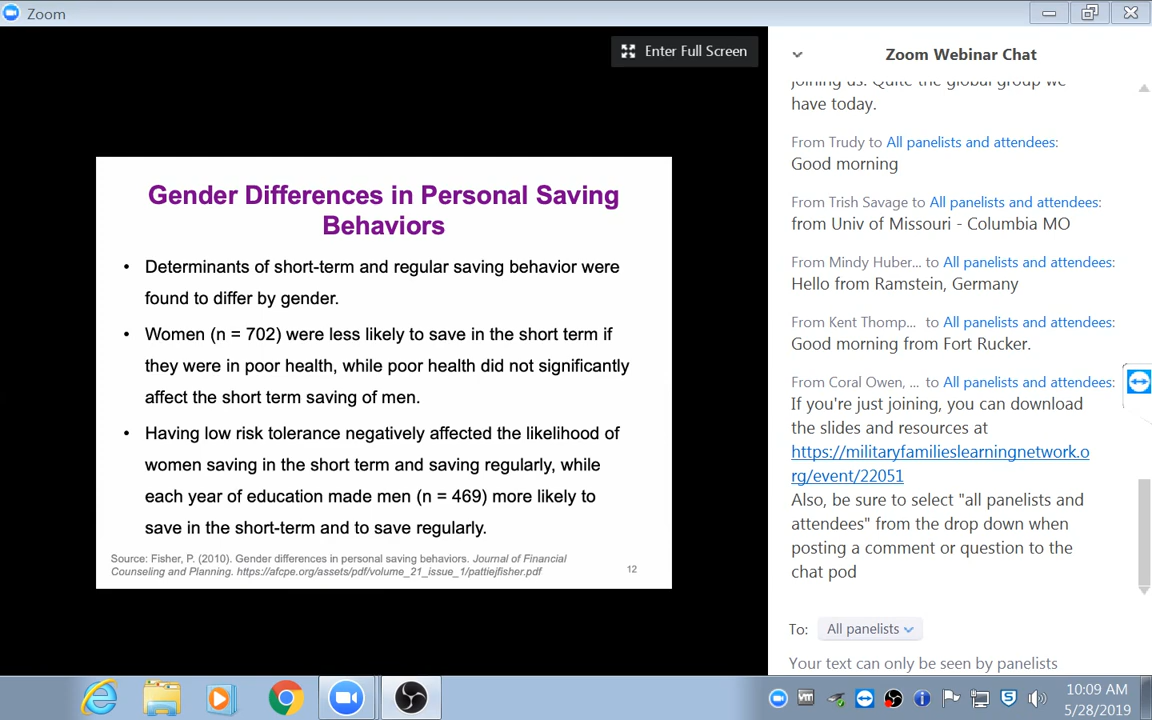 Zoom
Enter Full Screen
Gender Differences in Personal Saving
Behaviors
• Determinants of short-term and regular saving behavior were
found to differ by gender.
• Women (n = 702) were less likely to save in the short term if
they were in poor health, while poor health did not significantly
affect the short term saving of men.
• Having low risk tolerance negatively affected the likelihood of
women saving in the short term and saving regularly, while
each year of education made men (n = 469) more likely to
save in the short-term and to save regularly.
Source: Fisher, P. (2010). Gender differences in personal saving behaviors. Journal of Financial
Counseling and Planning. https://afcpe.org/assets/pdf/volume_21_issue_1/pattiejfisher.pdf
12
Zoom Webinar Chat
joining us. Quite the global group we
have today.
From Trudy to All panelists and attendees:
Good morning
From Trish Savage to All panelists and attendees:
from Univ of Missouri - Columbia MO
From Mindy Huber... to All panelists and attendees:
Hello from Ramstein, Germany
From Kent Thomp... to All panelists and attendees:
Good morning from Fort Rucker.
From Coral Owen, ... to All panelists and attendees:
If you're just joining, you can download
the slides and resources at
https://militaryfamilieslearningnetwork.o
rg/event/22051
Also, be sure to select "all panelists and
attendees" from the drop down when
posting a comment or question to the
chat pod
To: All panelists
Your text can only be seen by panelists
10:09 AM
5/28/2019